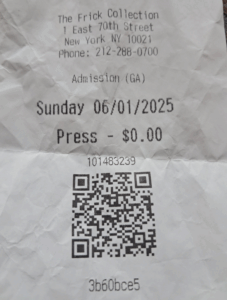 The Frick Collection
1 East 70th Street
New York NY 10021
Phone: 212-288-0700
Admission (GA)
Sunday 06/01/2025
Press - $0.00
101483239
3b60bce5